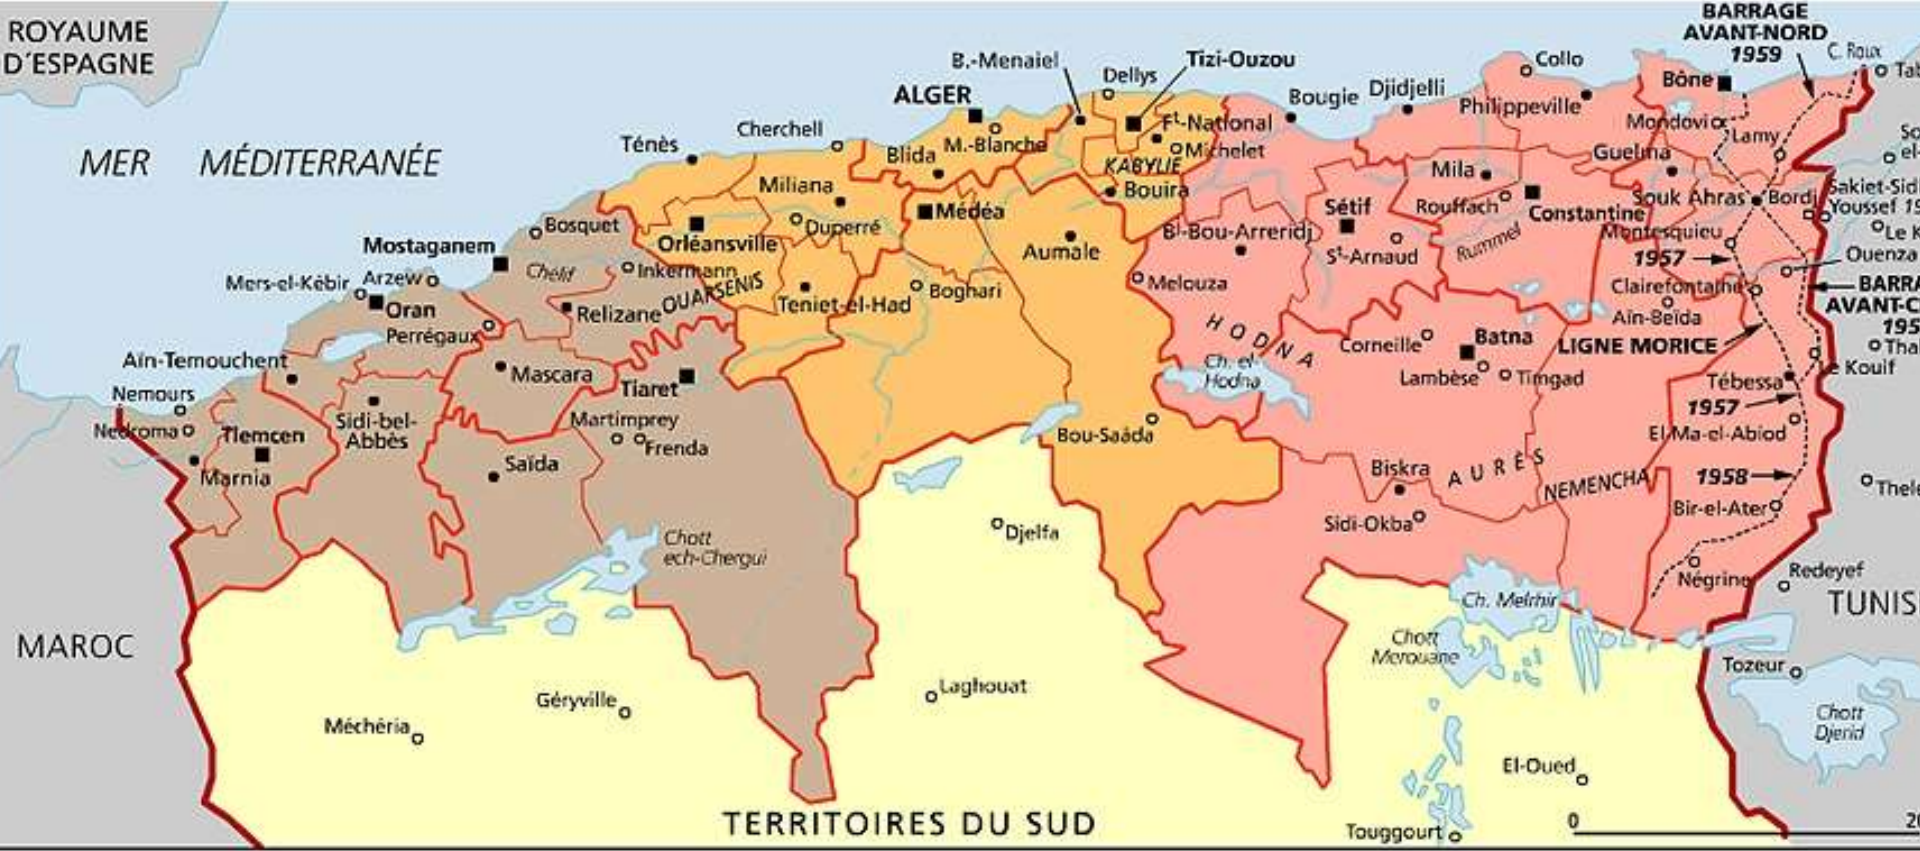 ROYAUME
D'ESPAGNE
MER MÉDITERRANÉE
MAROC
BARRAGE
AVANT-NORD
1959
C. Roux
Collo
Bône
Philippeville
Mondovi
Lamy
B.-Menaiel
Dellys
Tizi-Ouzou
Bougie
Djidjelli
ALGER
M.-Blanche
Ft-National
Michelet
KABYLIE
Bouira
Ténès
Cherchell
Blida
Miliana
Médéa
Duperré
Orléansville
Aumale
Teniet-el-Had
Boghari
Guelma
Mila
Souk Ahras
Bordj
Sakiet-Sidi
Youssef
Rouffach
Constantine
Sétif
St-Arnaud
Rummel
Bj-Bou-Arreridj
Melouza
Montesquieu
1957
Ouenza
Clairefontaine
Aïn-Beïda
LIGNE MORICE
Le Kouif
Tébessa
1957
El-Ma-el-Abiod
1958
Bir-el-Ater
Négrine
Redeyef
Bosquet
Mostaganem
Mers-el-Kébir
Arzew
Chélif
Inkermann
OUARSENIS
Oran
Relizane
Perrégaux
Aïn-Temouchent
Mascara
Tiaret
Nemours
Nedroma
Tlemcen
Sidi-bel-
Abbès
Martimprey
Frenda
Marnia
Saïda
HODNA
Ch. el-
Hodna
Corneille
Batna
Lambèse
Timgad
Bou-Saâda
Biskra
AURÈS
NEMENCHA
Sidi-Okba
Chott
ech-Chergui
Djelfa
Ch. Melrhir
Chott
Merouane
Tozeur
Chott
Djerid
Méchéria
Géryville
Laghouat
El-Oued
Touggourt
TERRITOIRES DU SUD
0